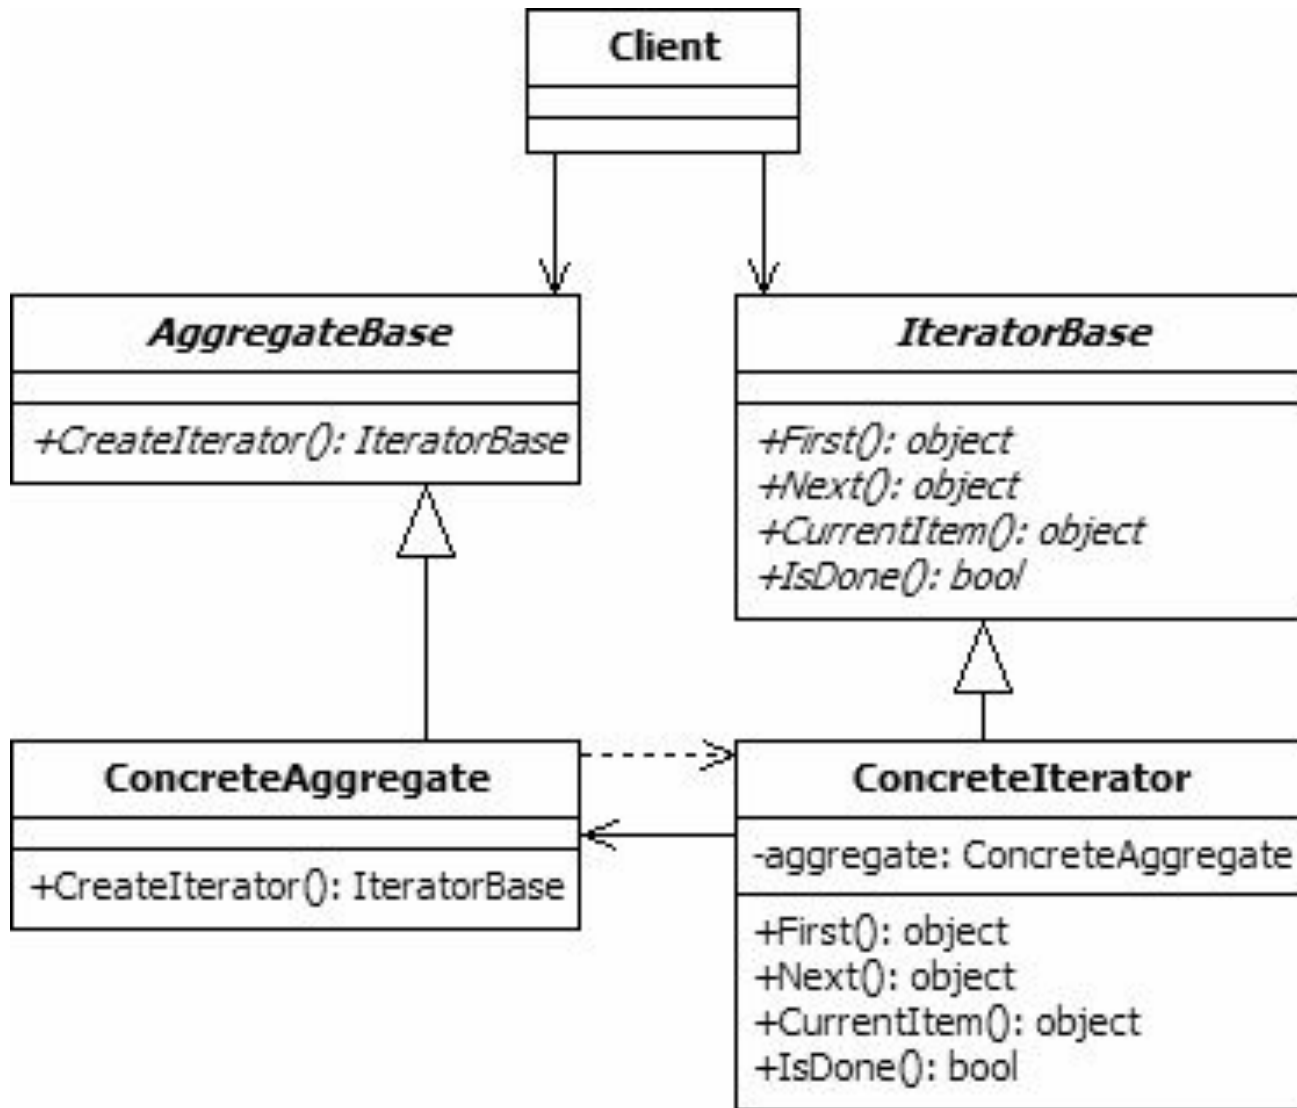 Client
AggregateBase
+CreateIterator(): IteratorBase
IteratorBase
+First(): object
+Next(): object
+CurrentItem(): object
+IsDone(): bool
ConcreteAggregate
+CreateIterator(): IteratorBase
ConcreteIterator
-aggregate: ConcreteAggregate
+First(): object
+Next(): object
+CurrentItem(): object
+IsDone(): bool